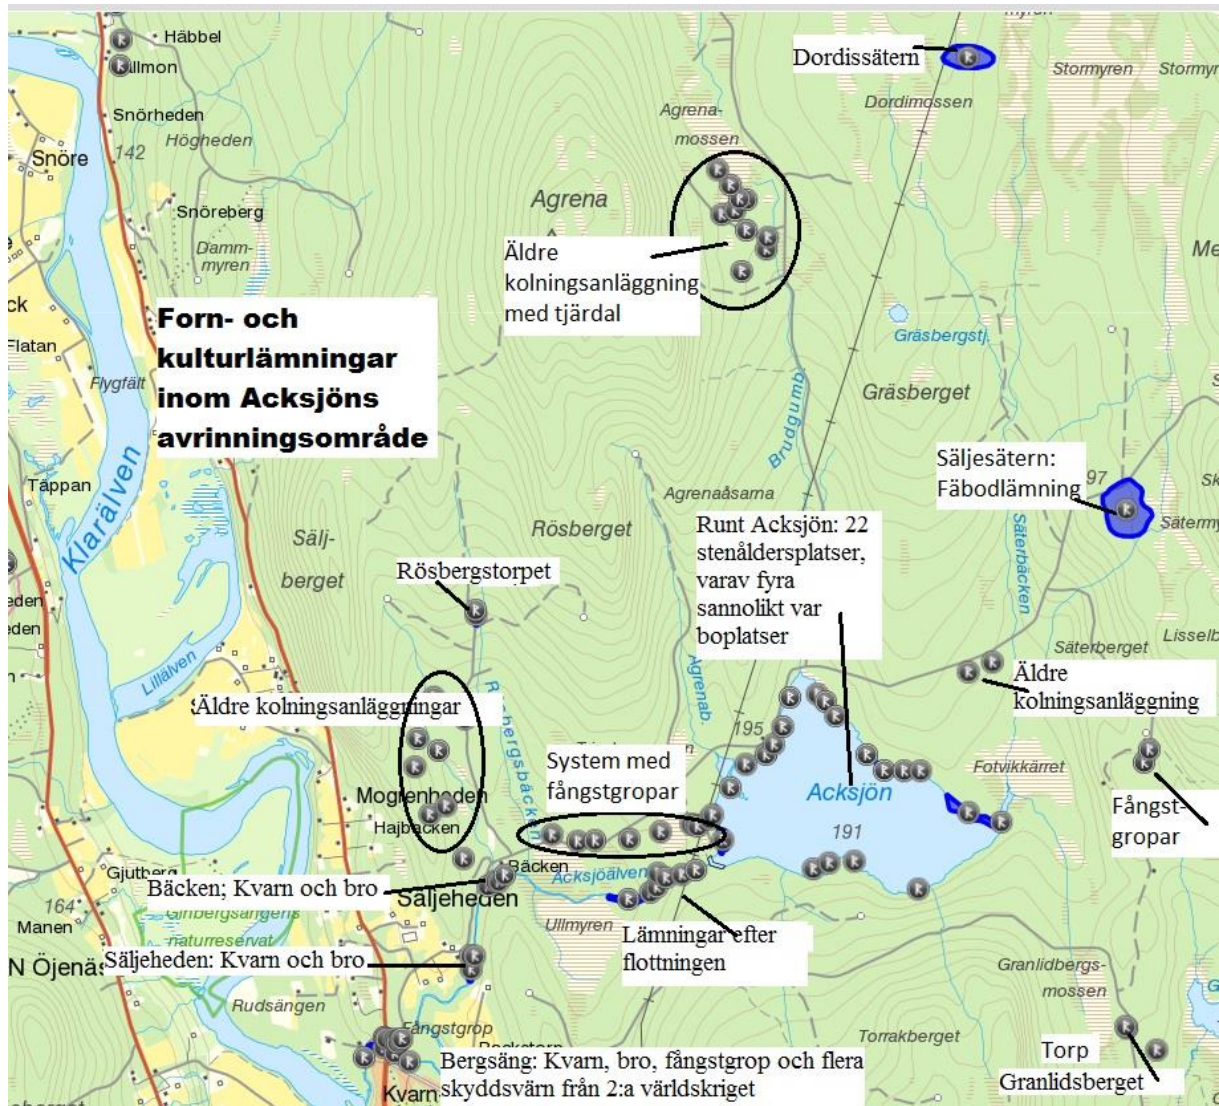 Häbbel
myren
Dordissätern
Stormyren
Snörheden
Agrena-
mossen
Dordimossen
Högheden
142
Snöre
Agrena
Snöreberg
Damm-
myren
Äldre
kolningsanläggning
med tjärdal
Forn- och
kulturlämningar
inom Acksjöns
avrinningsområde
Flatan
Flygfält
Gräsbergstj.
Gräsberget
Brudgumb.
Klarälven
Täppan
Sälj-
berget
Rösberget
Agrenaåsarna
Säljesätern:
Fäbodlämning
97
Säterbäcken
Runt Acksjön: 22
stenåldersplatser,
varav fyra
sannolikt var
boplatser
Rösbergstorpet
Lillälven
Säterberget
Äldre kolningsanläggningar
Agrenab.
195
Äldre
kolningsanläggning
System med
fångstgropar
Acksjön
191
Fotvikkärret
Fångst-
gropar
Mogrenheden
Hajbäcken
Gjutberg
Bäcken
Bäcken; Kvarn och bro
Säljeheden
Acksjöälven
Ullmyren
164
Manen
naturreservat
N Öjenäs
Säljeheden: Kvarn och bro
Lämningar efter
flottningen
Granlidbergs-
mossen
Rudsängen
Fångstgrop
Torrakberget
Bergsäng: Kvarn, bro, fångstgrop och flera
skyddsvärn från 2:a världskriget
Kvarn
Torp
Granlidsberget